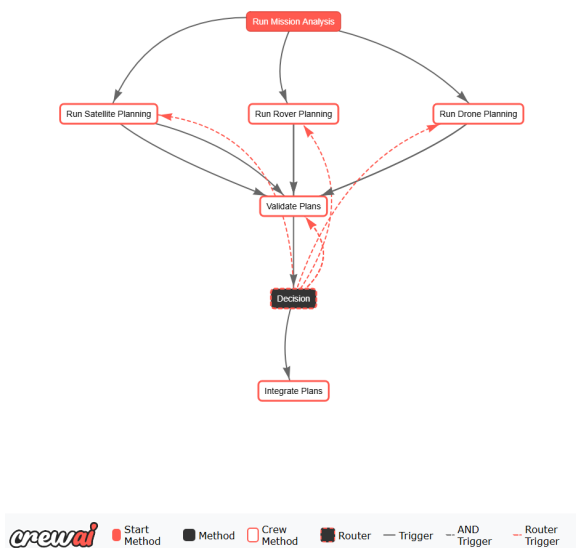 Run Mission Analysis
Run Satellite Planning
Run Rover Planning
Run Drone Planning
Validate Plans
Decision
Integrate Plans
crewai
Start
Method
Method
Crew
Method
Router
Trigger
AND
Trigger
Router
Trigger